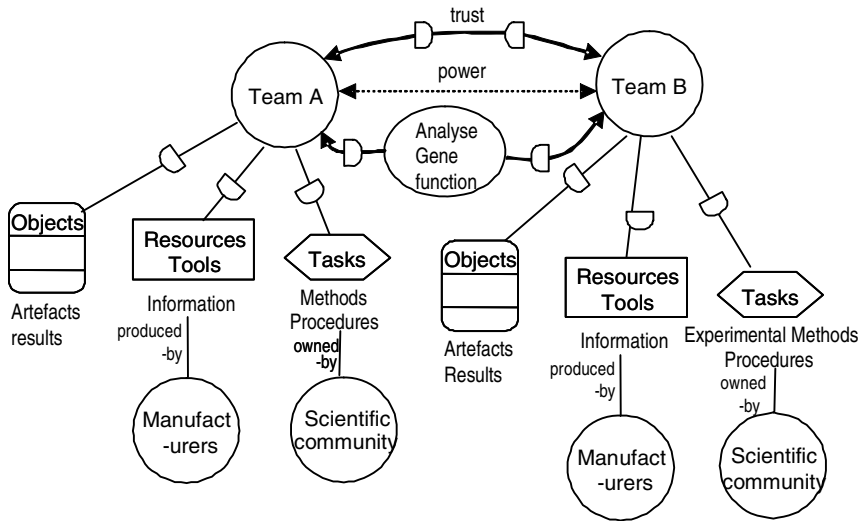 trust
power
Team A
Team B
Analyse
Gene
function
Objects
Artefacts
results
Resources
Tools
Information
produced
-by
Manufact
-urers
Tasks
Methods
Procedures
owned
-by
Scientific
community
Objects
Artefacts
Results
Resources
Tools
Information
produced
-by
Manufact
-urers
Tasks
Experimental Methods
Procedures
owned
-by
Scientific
community